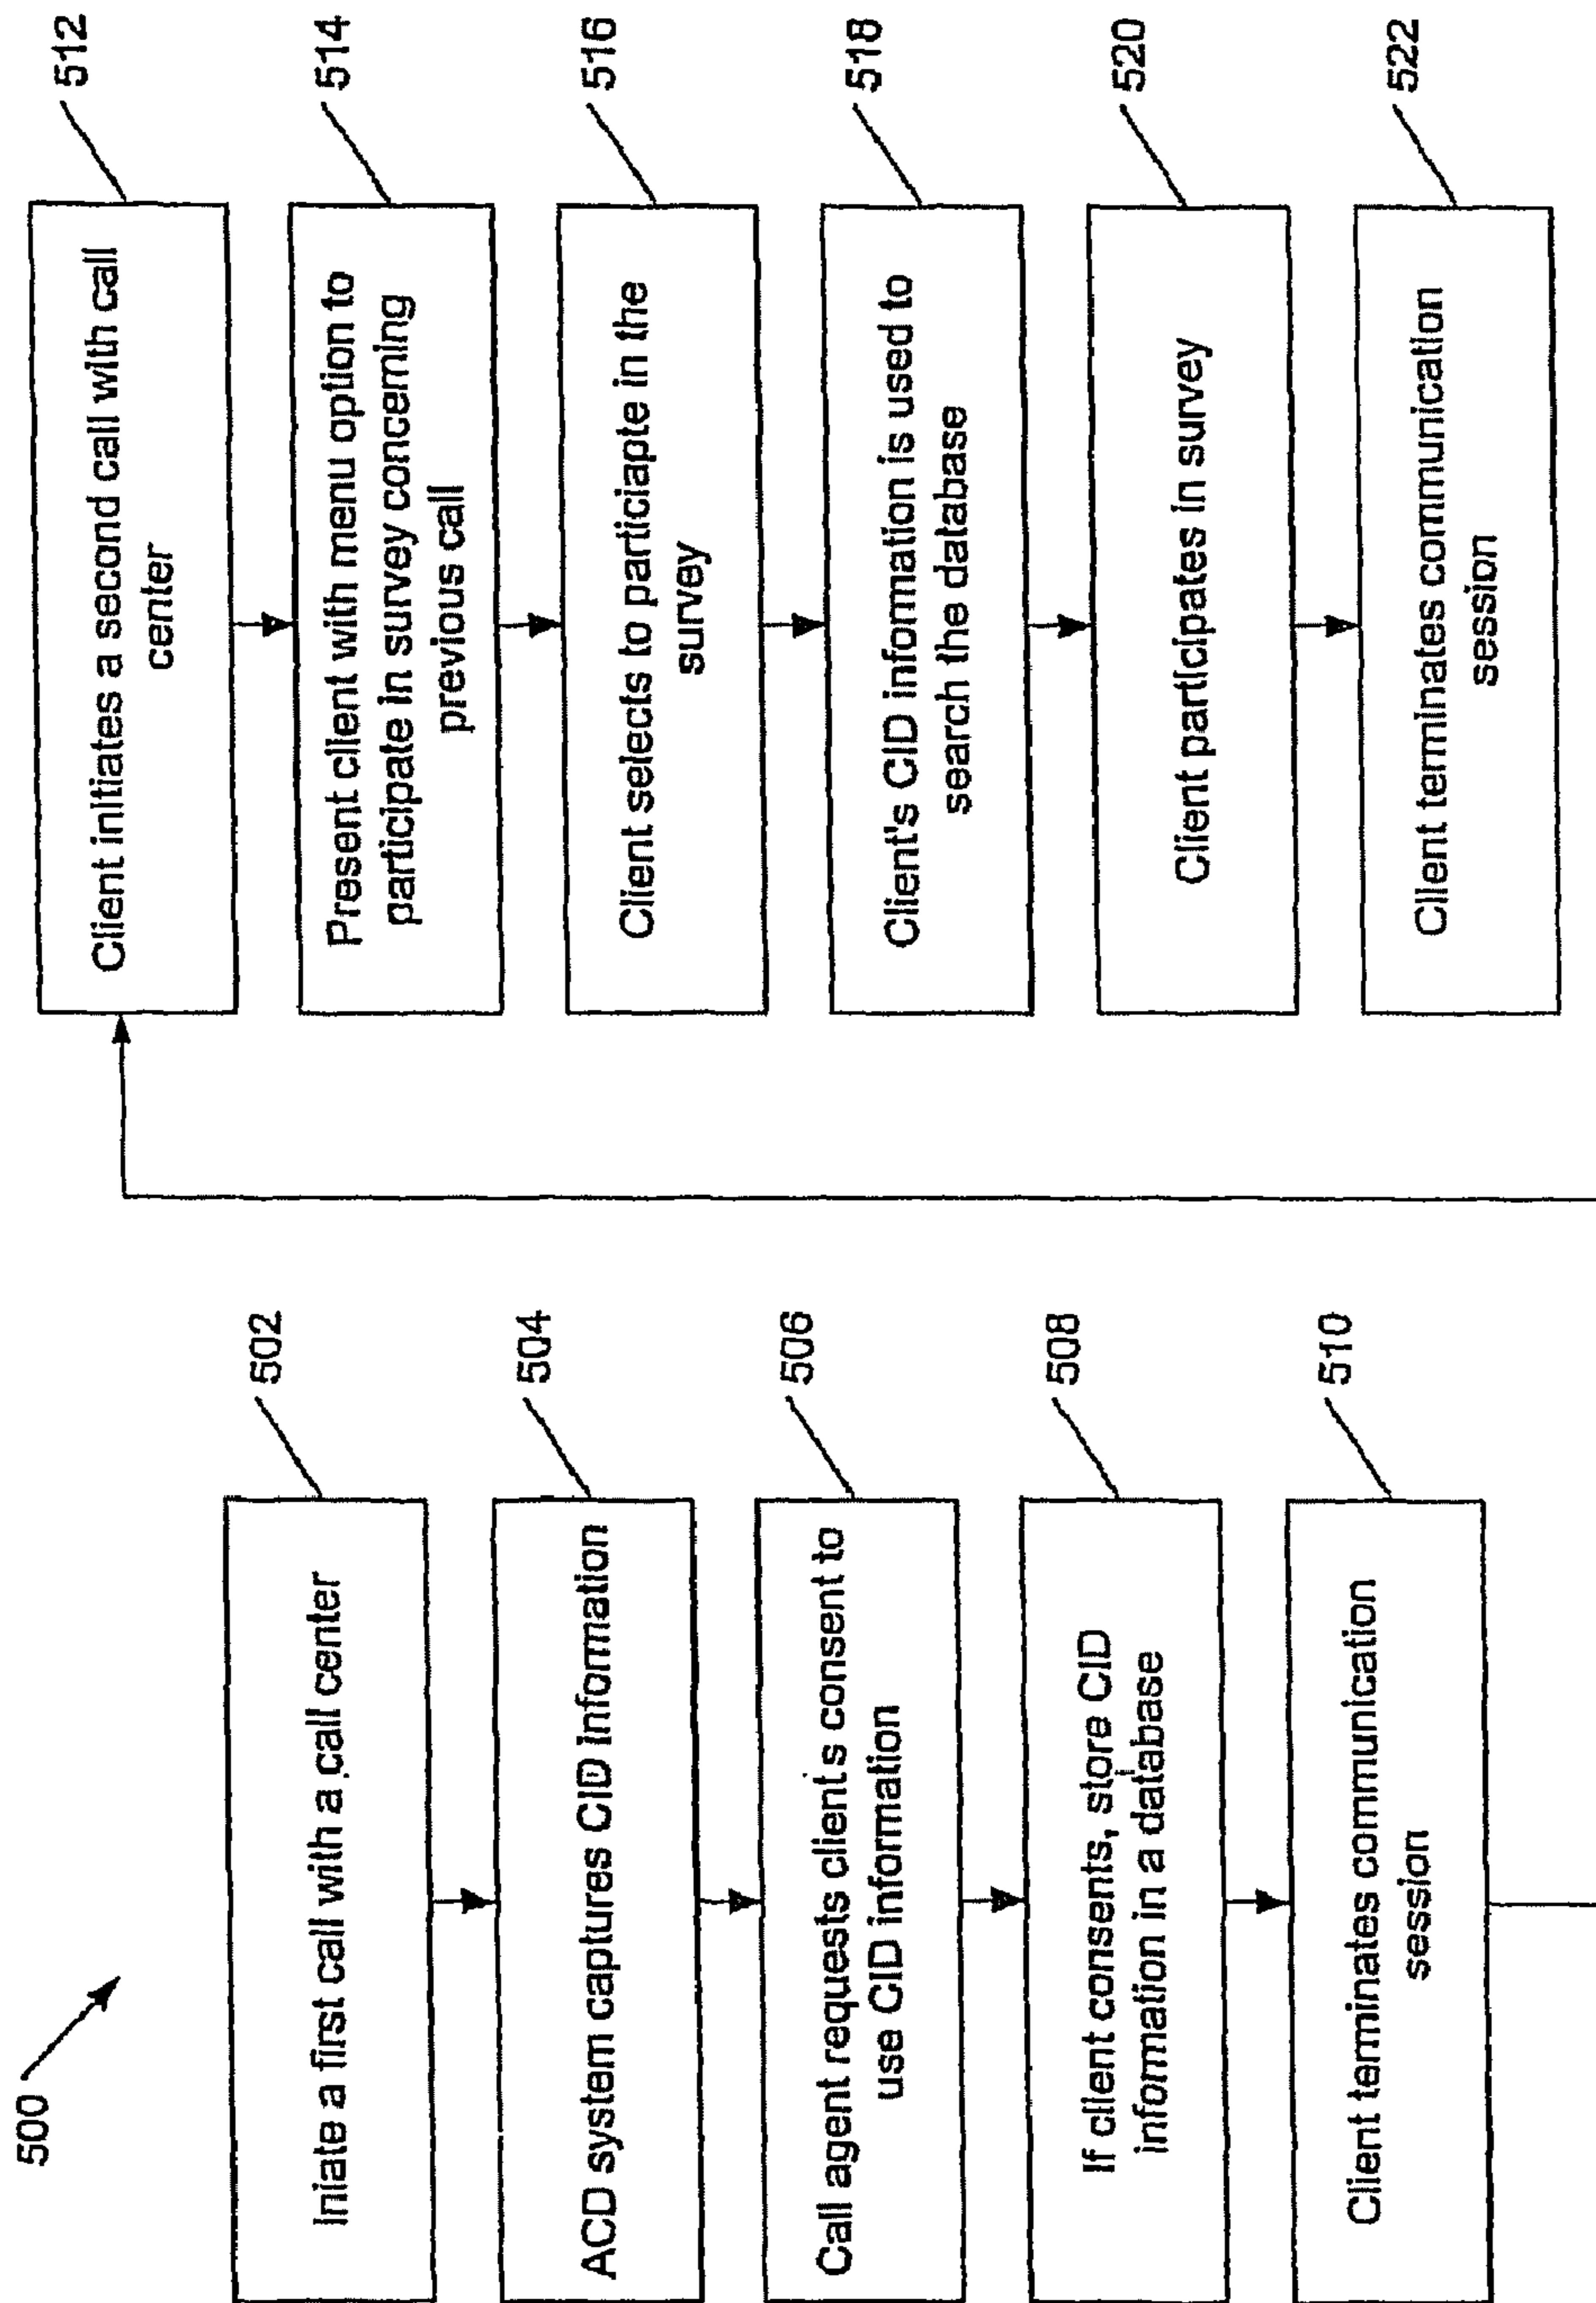 500
Iniate a first call with a call center
502
ACD system captures CID information
504
Call agent requests client's consent to
use CID information
506
If client consents, store CID
information in a database
508
Client terminates communication
session
510
Client initiates a second call with call
center
512
Present client with menu option to
participate in survey concerning
previous call
514
Client selects to particiapte in the
survey
516
Client's CID information is used to
search the database
518
Client participates in survey
520
Client terminates communication
session
522